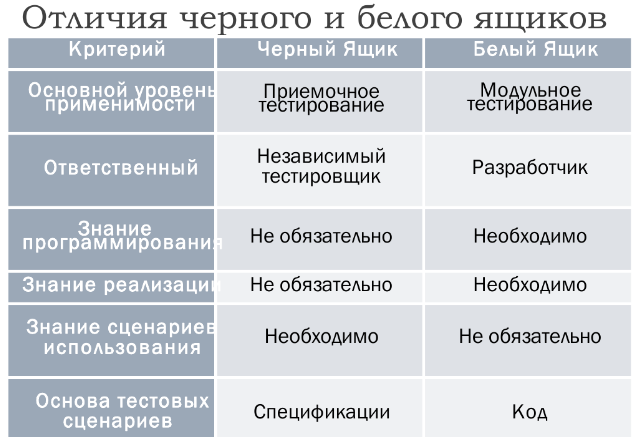 Отличия черного и белого ящиков
Критерий Черный Ящик Белый Ящик
Основной уровень
применимости
Приемочное
тестирование
Модульное
тестирование
Ответственный
Независимый
тестировщик
Разработчик
Знание
программирования
Не обязательно
Необходимо
Знание реализации Не обязательно Необходимо
Знание сценариев
использования
Необходимо
Не обязательно
Основа тестовых
сценариев
Спецификации
Код